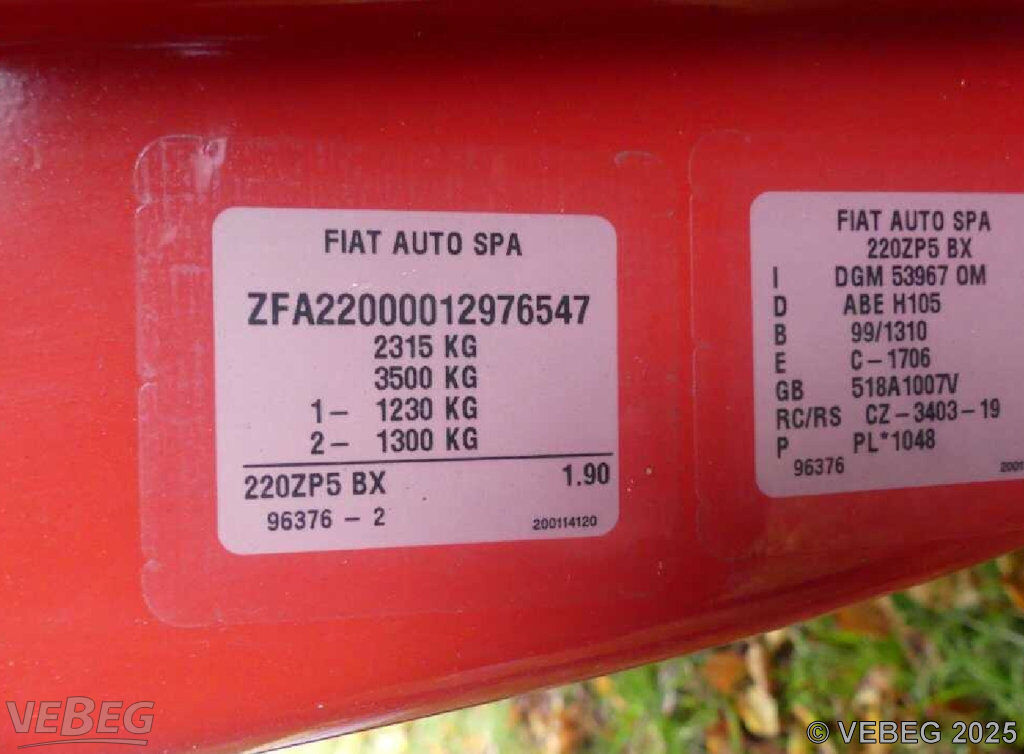 FIAT AUTO SPA
ZFA22000012976547
2315 KG
3500 KG
1- 1230 KG
2- 1300 KG
220ZP5 BX 1.90
96376 - 2 200114120
FIAT AUTO SPA
220ZP5 BX
I DGM 53967 OM
D ABE H105
B 99/1310
E C-1706
GB 518A1007V
RC/RS CZ-3403-19
P PL*1048
96376
VEBEG
© VEBEG 2025